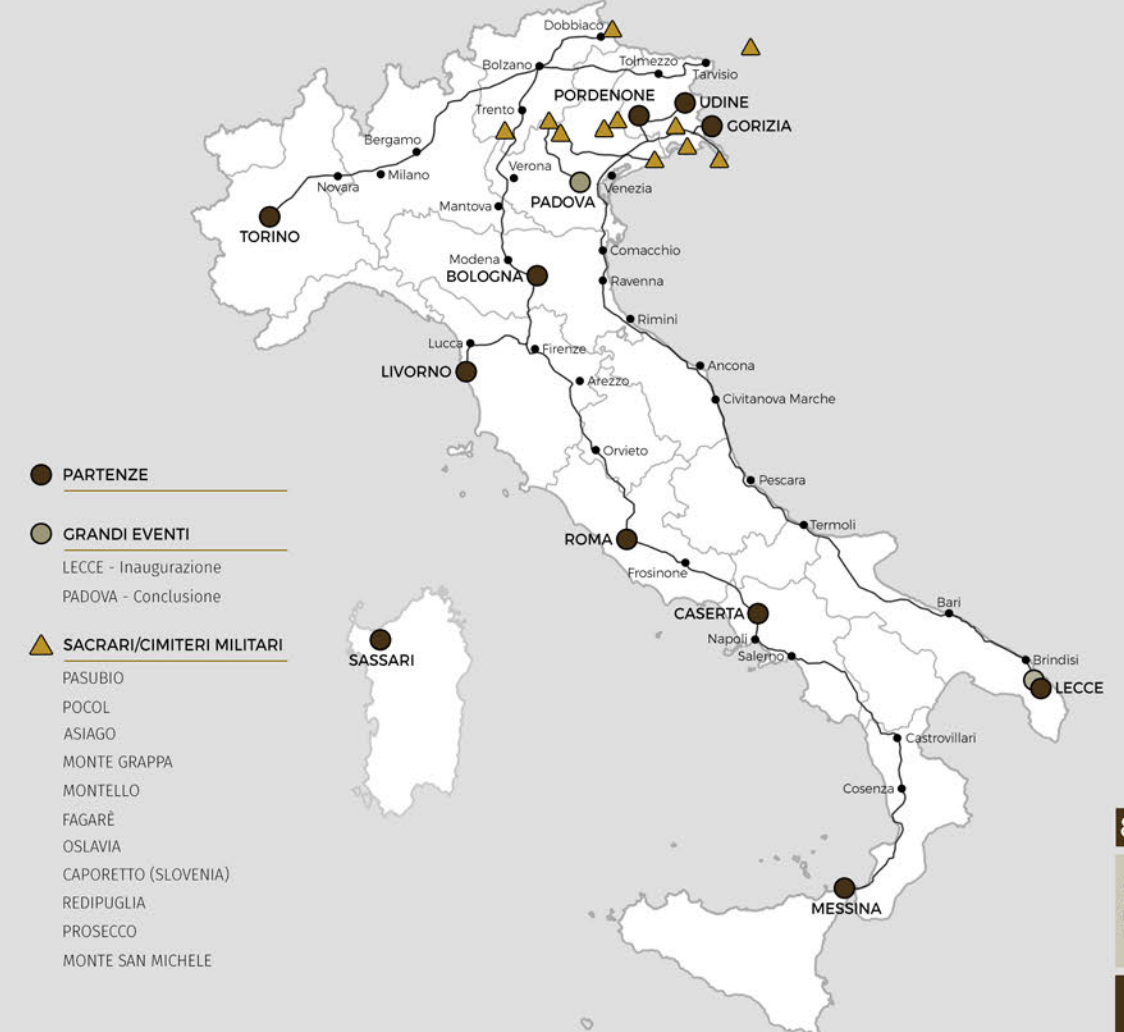 Dobbiaco
Bolzano
Tolmezzo
Tarvisio
PORDENONE
UDINE
Trento
GORIZIA
Bergamo
Verona
Milano
Novara
Venezia
PADOVA
Mantova
TORINO
Comacchio
Modena
BOLOGNA
Ravenna
Rimini
Lucca
Firenze
Ancona
LIVORNO
Arezzo
Civitanova Marche
Orvieto
Pescara
Termoli
ROMA
Frosinone
Bari
CASERTA
Napoli
Salerno
SASSARI
Brindisi
LECCE
Castrovillari
Cosenza
MESSINA
PARTENZE
GRANDI EVENTI
LECCE - Inaugurazione
PADOVA - Conclusione
SACRARI/CIMITERI MILITARI
PASUBIO
POCOL
ASIAGO
MONTE GRAPPA
MONTELLO
FAGARÈ
OSLAVIA
CAPORETTO (SLOVENIA)
REDIPUGLIA
PROSECCO
MONTE SAN MICHELE